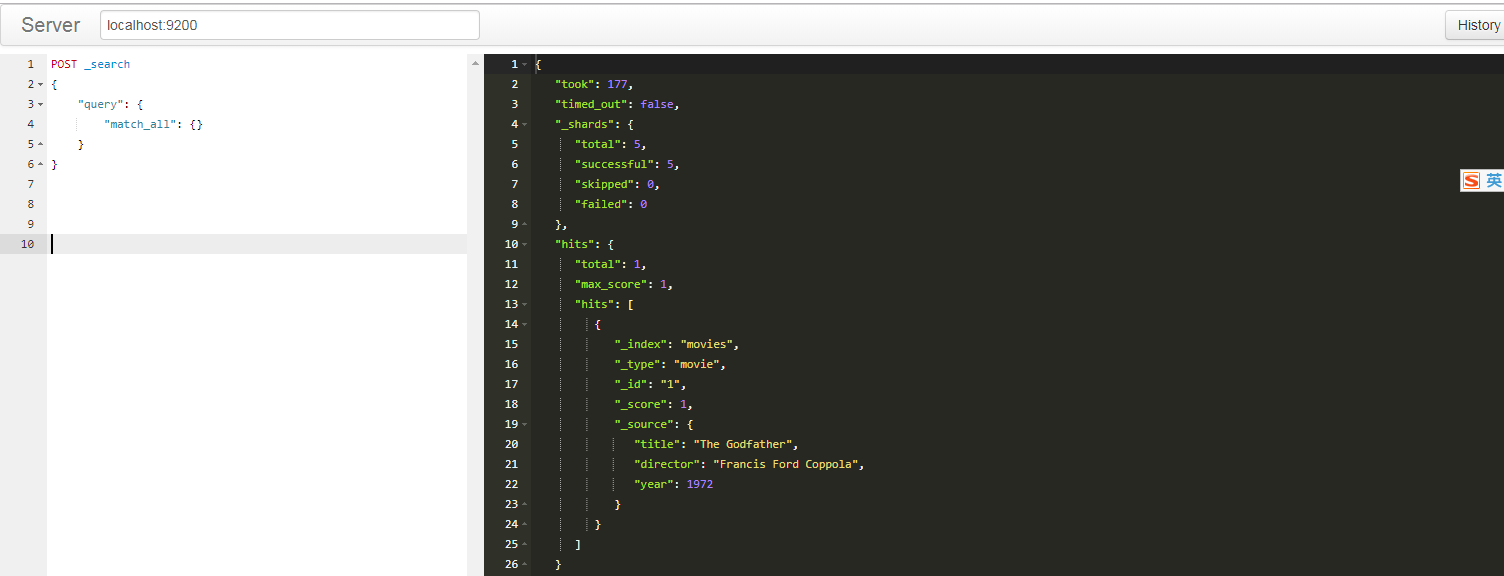 Server localhost:9200 History
1 POST _search
2 {
3 "query": {
4 "match_all": {}
5 }
6 }
7
8
9
10
1 {
2 "took": 177,
3 "timed_out": false,
4 "_shards": {
5 "total": 5,
6 "successful": 5,
7 "skipped": 0,
8 "failed": 0
9 },
10 "hits": {
11 "total": 1,
12 "max_score": 1,
13 "hits": [
14 {
15 "_index": "movies",
16 "_type": "movie",
17 "_id": "1",
18 "_score": 1,
19 "_source": {
20 "title": "The Godfather",
21 "director": "Francis Ford Coppola",
22 "year": 1972
23 }
24 }
25 ]
26 }
S 英